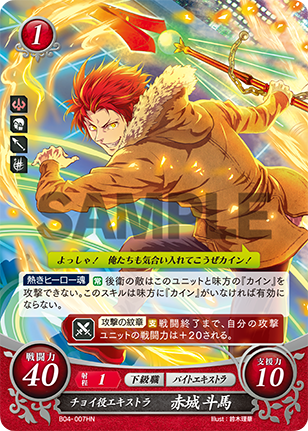 1
SAMPLE
よっしゃ! 俺たちも気合い入れてこうぜカイン!
熱きヒーロー魂 常 後衛の敵はこのユニットと味方の『カイン』を
攻撃できない。このスキルは味方に『カイン』がいなければ有効に
ならない。
攻撃の紋章 支 戦闘終了まで、自分の攻撃
ユニットの戦闘力は+20される。
戦闘力
40
射程 1 下級職 バイトエキストラ
支援力
10
チョイ役エキストラ 赤城 斗馬
B04-007HN
Illust:鈴木理華